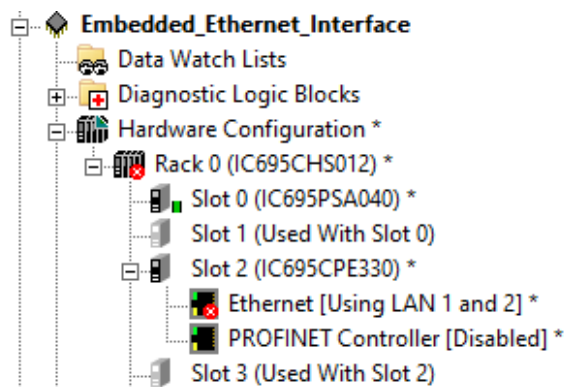 Embedded_Ethernet_Interface
Data Watch Lists
Diagnostic Logic Blocks
Hardware Configuration *
Rack 0 (IC695CHS012) *
Slot 0 (IC695PSA040) *
Slot 1 (Used With Slot 0)
Slot 2 (IC695CPE330) *
Ethernet [Using LAN 1 and 2] *
PROFINET Controller [Disabled] *
Slot 3 (Used With Slot 2)